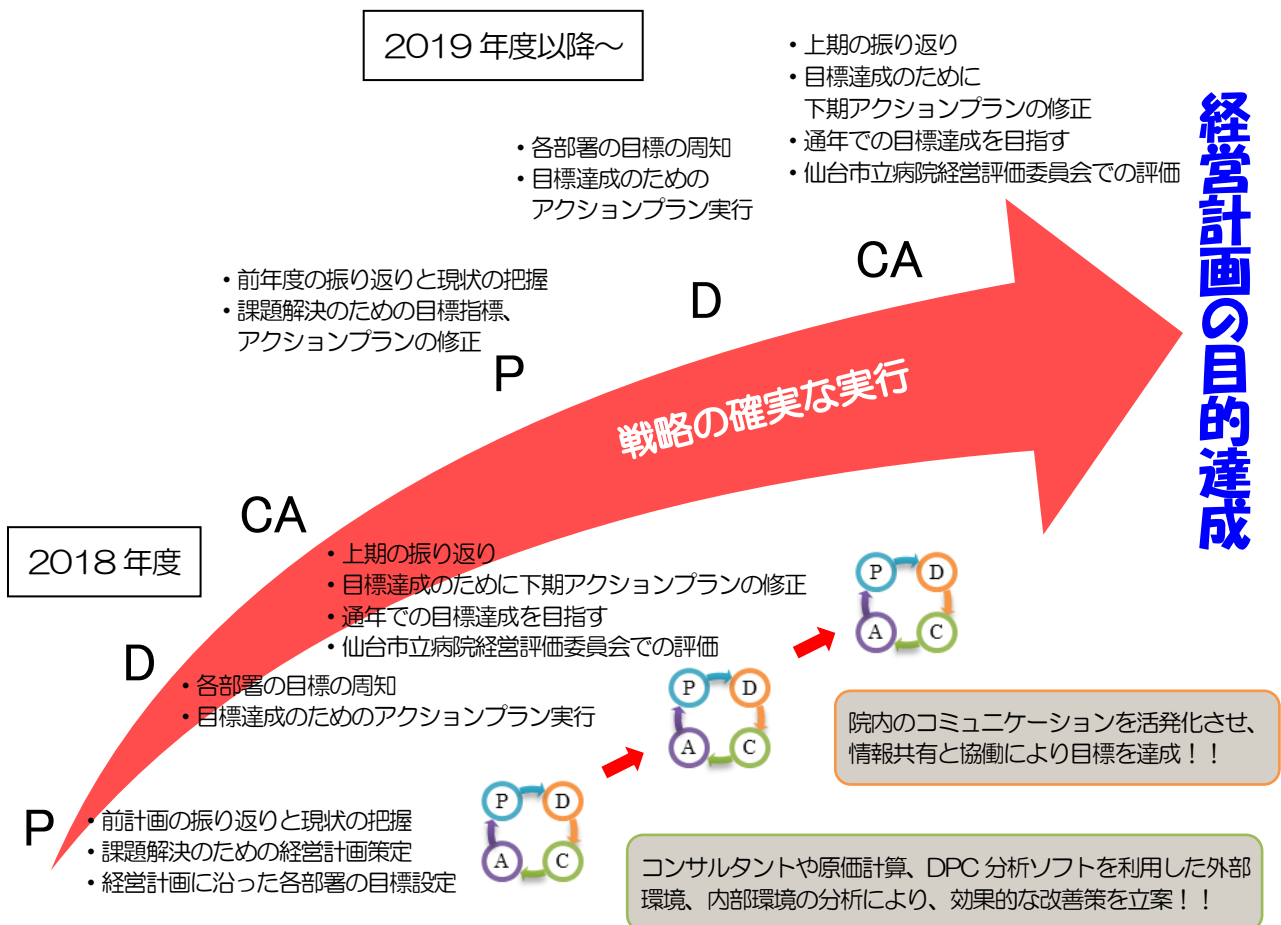 2019 年度以降～
・上期の振り返り
・目標達成のために
下期アクションプランの修正
・通年での目標達成を目指す
・仙台市立病院経営評価委員会での評価
・各部署の目標の周知
・目標達成のための
アクションプラン実行
・前年度の振り返りと現状の把握
・課題解決のための目標指標、
アクションプランの修正
CA
D
P
戦略の確実な実行
経営計画の目的達成
2018 年度
CA
・上期の振り返り
・目標達成のために下期アクションプランの修正
・通年での目標達成を目指す
・仙台市立病院経営評価委員会での評価
D
・各部署の目標の周知
・目標達成のためのアクションプラン実行
P
・前計画の振り返りと現状の把握
・課題解決のための経営計画策定
・経営計画に沿った各部署の目標設定
P D
A C
P D
A C
P D
A C
院内のコミュニケーションを活発化させ、
情報共有と協働により目標を達成！！
コンサルタントや原価計算、DPC 分析ソフトを利用した外部
環境、内部環境の分析により、効果的な改善策を立案！！